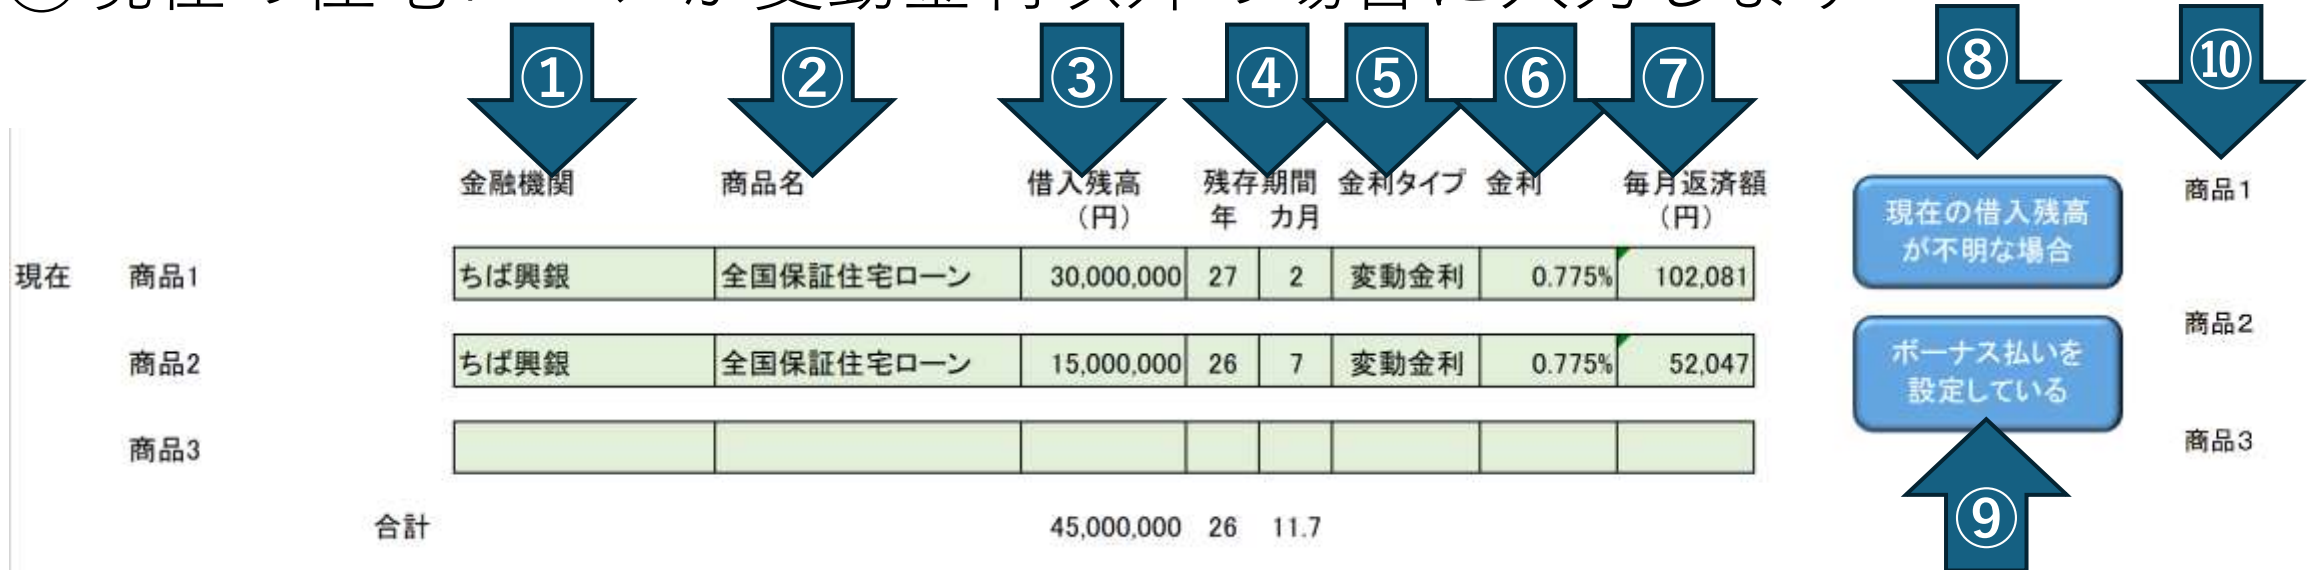 ① ② ③ ④ ⑤ ⑥ ⑦ ⑧ ⑩
金融機関 商品名 借入残高 残存期間 金利タイプ 金利 毎月返済額 商品1
（円） 年 カ月 （円）
現在の借入残高
が不明な場合
現在 商品1 ちば興銀 全国保証住宅ローン 30,000,000 27 2 変動金利 0.775% 102,081
商品2
商品2 ちば興銀 全国保証住宅ローン 15,000,000 26 7 変動金利 0.775% 52,047
ボーナス払いを
設定している
商品3 商品3
合計 45,000,000 26 11.7
⑨